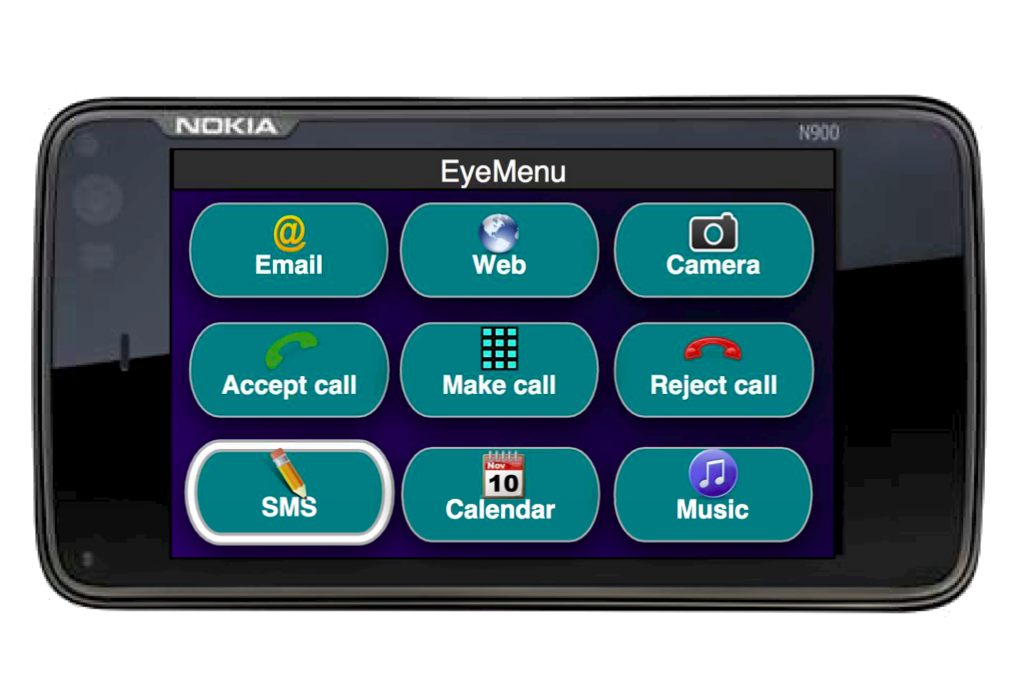 NOKIA
N900
EyeMenu
@
Email
Web
Camera
Accept call
Make call
Reject call
SMS
Nov
10
Calendar
Music